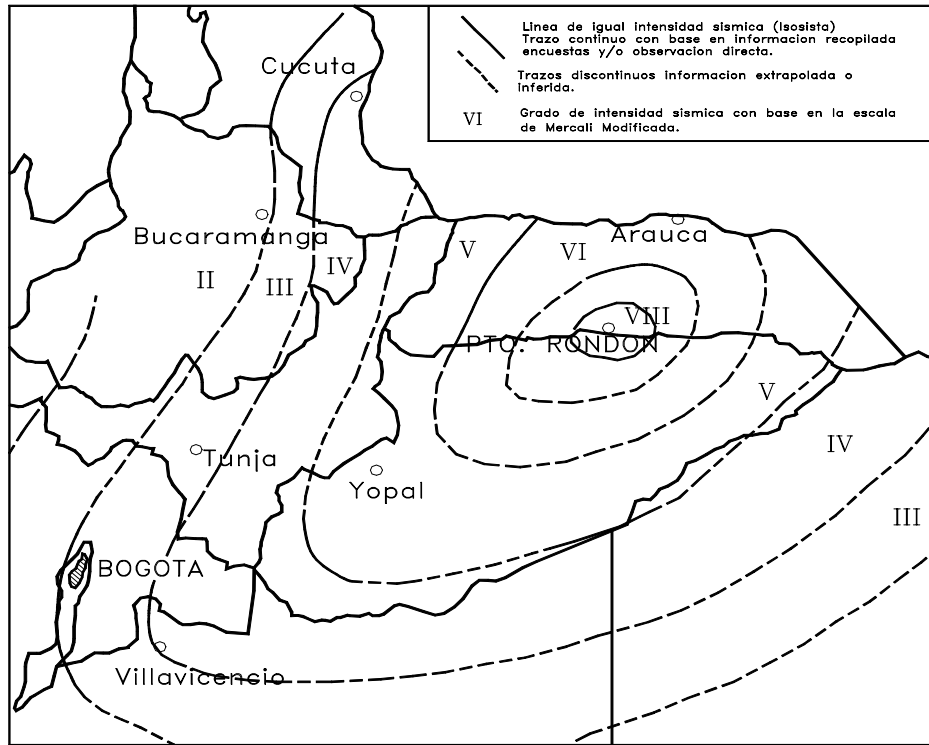 Linea de igual intensidad sismica (Isosista)
Trazo continuo con base en informacion recopilada
encuestas y/o observacion directa.
Trazos discontinuos informacion extrapolada o
inferida.
VI
Grado de intensidad sismica con base en la escala
de Mercali Modificada.
Cucuta
Bucaramanga
Arauca
II
III
IV
V
VI
VIII
PTO. RONDON
V
IV
Tunja
Yopal
III
BOGOTA
Villavicencio